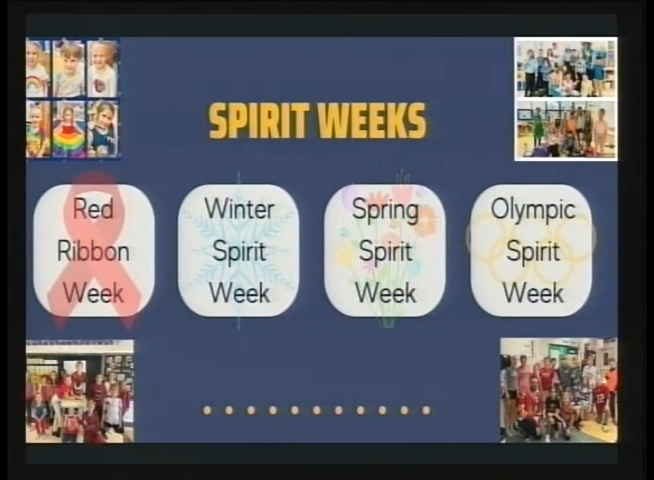 SPIRIT WEEKS
Red
Ribbon
Week
Winter
Spirit
Week
Spring
Spirit
Week
Olympic
Spirit
Week